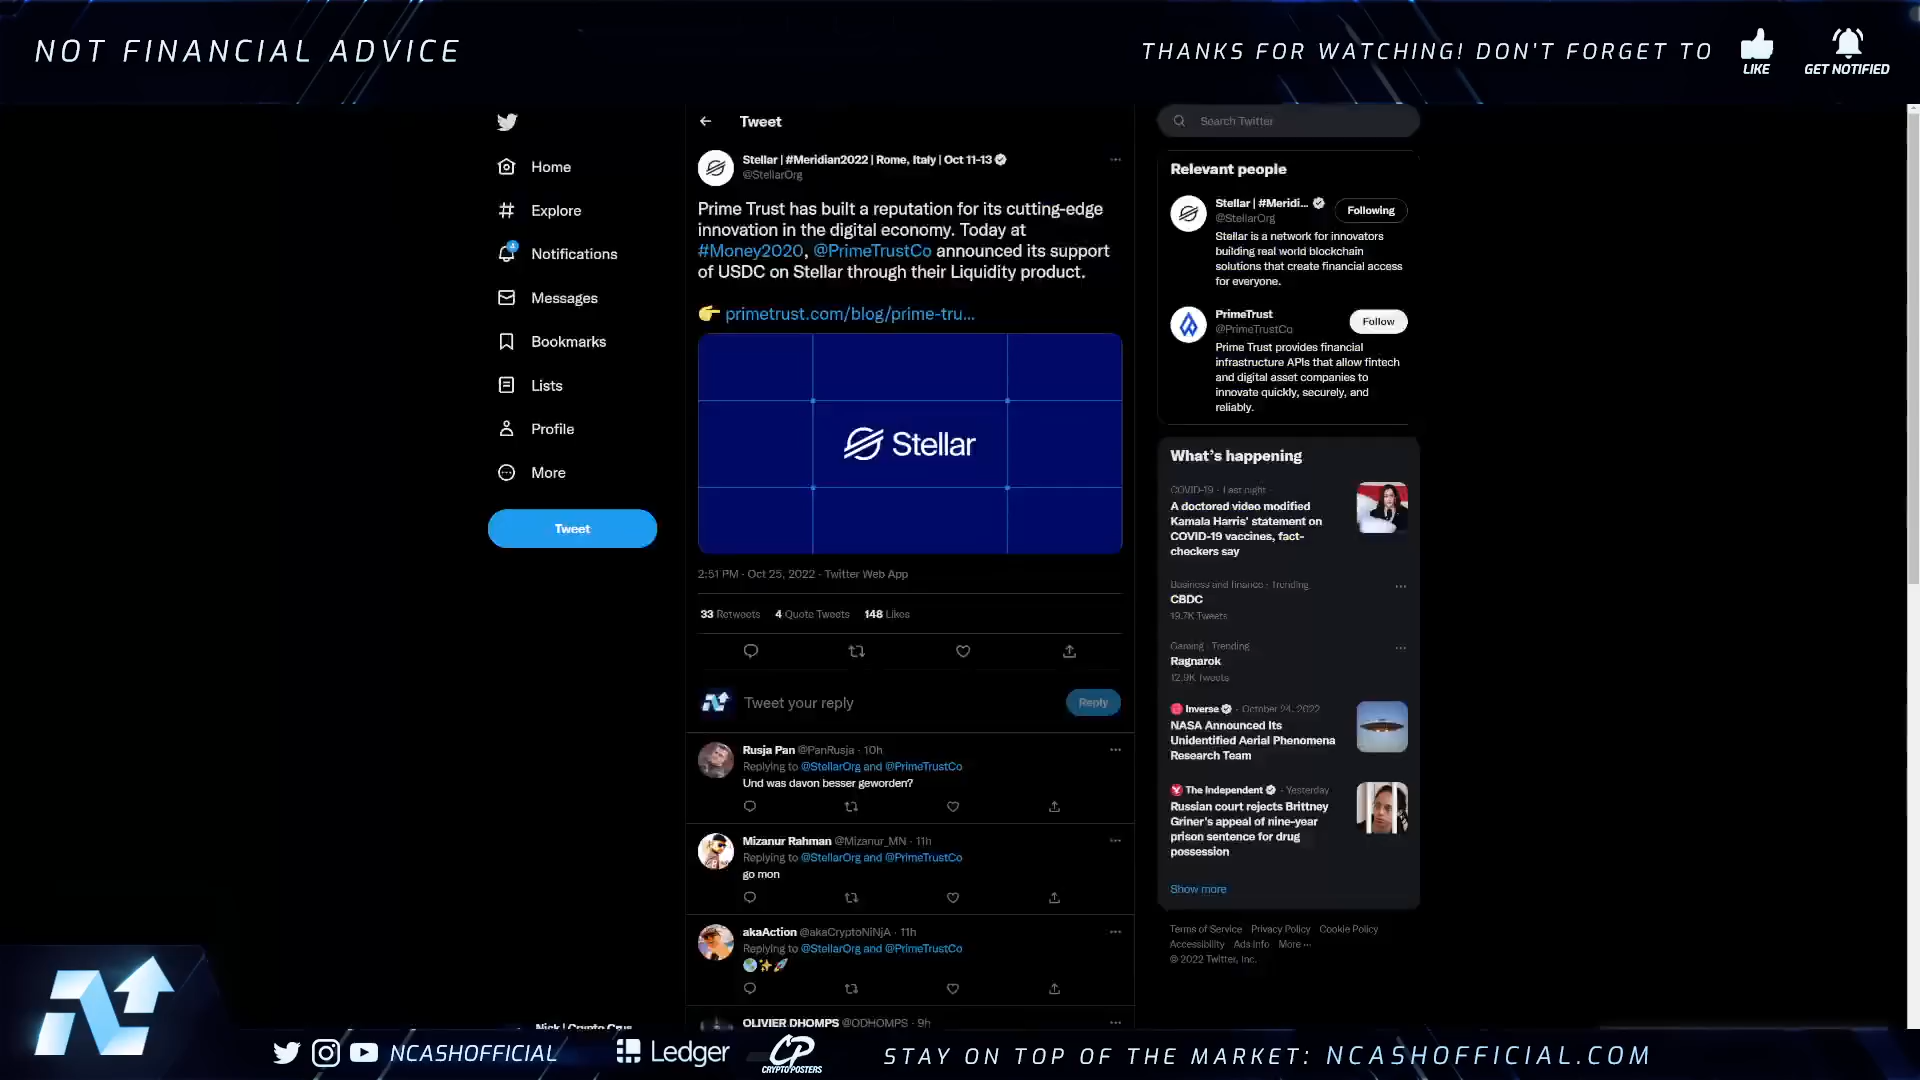 NOT FINANCIAL ADVICE
THANKS FOR WATCHING! DON'T FORGET TO
LIKE
GET NOTIFIED
Home
Explore
4
Notifications
Messages
Bookmarks
Lists
Profile
More
Tweet
Tweet
Stellar | #Meridian2022 | Rome, Italy | Oct 11-13
@StellarOrg
Prime Trust has built a reputation for its cutting-edge
innovation in the digital economy. Today at
#Money2020, @PrimeTrustCo announced its support
of USDC on Stellar through their Liquidity product.
👉 primetrust.com/blog/prime-tru...
Stellar
2:51 PM · Oct 25, 2022 · Twitter Web App
33 Retweets 4 Quote Tweets 148 Likes
Tweet your reply
Reply
Rusja Pan @PanRusja · 10h
Replying to @StellarOrg and @PrimeTrustCo
Und was davon besser geworden?
Mizanur Rahman @Mizanur_MN · 11h
Replying to @StellarOrg and @PrimeTrustCo
go mon
akaAction @akaCryptoNiNjA · 11h
Replying to @StellarOrg and @PrimeTrustCo
🌎✨🚀
OLIVIER DHOMPS @ODHOMPS · 9h
Search Twitter
Relevant people
Stellar | #Meridi...
Following
@StellarOrg
Stellar is a network for innovators
building real world blockchain
solutions that create financial access
for everyone.
PrimeTrust
Follow
@PrimeTrustCo
Prime Trust provides financial
infrastructure APIs that allow fintech
and digital asset companies to
innovate quickly, securely, and
reliably.
What's happening
COVID-19 · Last night
A doctored video modified
Kamala Harris' statement on
COVID-19 vaccines, fact-
checkers say
Business and finance · Trending
CBDC
19.7K Tweets
Gaming · Trending
Ragnarok
12.9K Tweets
Inverse · October 24, 2022
NASA Announced Its
Unidentified Aerial Phenomena
Research Team
The Independent · Yesterday
Russian court rejects Brittney
Griner's appeal of nine-year
prison sentence for drug
possession
Show more
Terms of Service Privacy Policy Cookie Policy
Accessibility Ads info More ...
© 2022 Twitter, Inc.
Nick | Crypto Crus
NCASHOFFICIAL
Ledger
CP
CRYPTO POSTERS
STAY ON TOP OF THE MARKET: NCASHOFFICIAL.COM